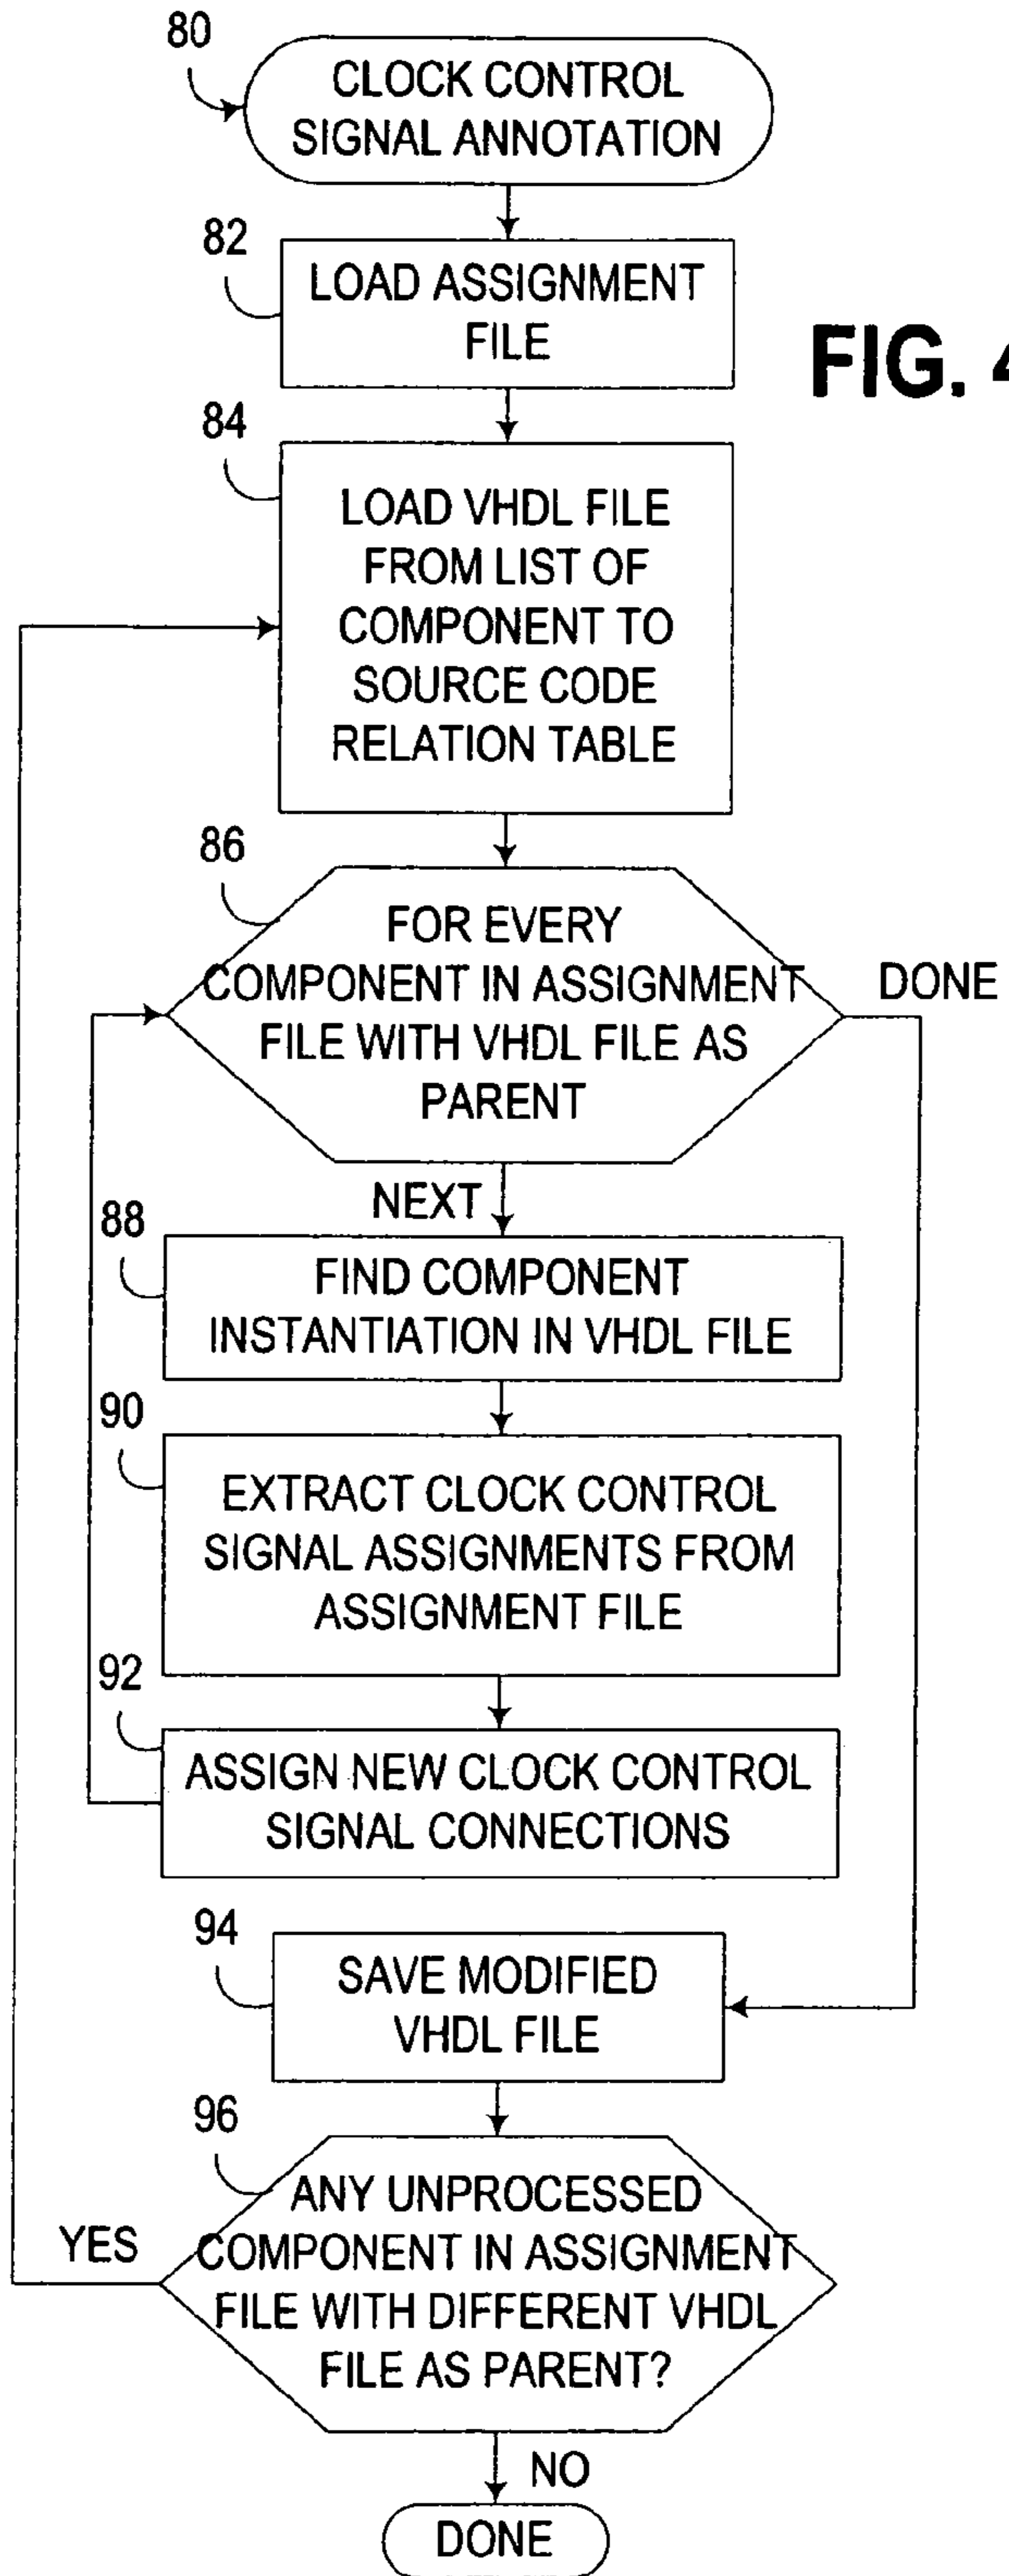 80
CLOCK CONTROL
SIGNAL ANNOTATION
82
LOAD ASSIGNMENT
FILE
FIG. 4
84
LOAD VHDL FILE
FROM LIST OF
COMPONENT TO
SOURCE CODE
RELATION TABLE
86
FOR EVERY
COMPONENT IN ASSIGNMENT
FILE WITH VHDL FILE AS
PARENT
DONE
NEXT
88
FIND COMPONENT
INSTANTIATION IN VHDL FILE
90
EXTRACT CLOCK CONTROL
SIGNAL ASSIGNMENTS FROM
ASSIGNMENT FILE
92
ASSIGN NEW CLOCK CONTROL
SIGNAL CONNECTIONS
94
SAVE MODIFIED
VHDL FILE
96
ANY UNPROCESSED
COMPONENT IN ASSIGNMENT
FILE WITH DIFFERENT VHDL
FILE AS PARENT?
YES
NO
DONE